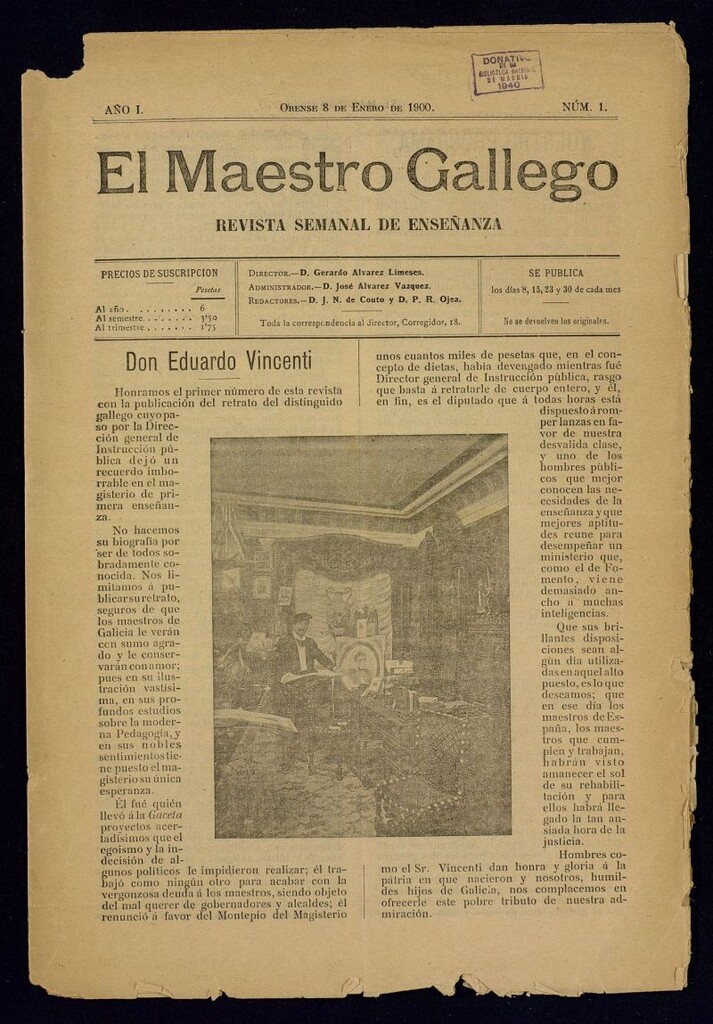 DONATIVO
DE LA
BIBLIOTECA NACIONAL
DE MADRID
1940
AÑO I.
ORENSE 8 DE ENERO DE 1900.
NÚM. 1.
El Maestro Gallego
REVISTA SEMANAL DE ENSEÑANZA
PRECIOS DE SUSCRIPCION
Pesetas
Al año. . . . . . . . . 6
Al semestre. . . . . . . 3'50
Al trimestre . . . . . . 1'75
DIRECTOR.—D. Gerardo Alvarez Limeses.
ADMINISTRADOR.—D. José Alvarez Vazquez.
REDACTORES.—D. J. N. de Couto y D. P. R. Ojea.
Toda la correspondencia al director, Corregidor, 18.
SE PUBLICA
los días 8, 15, 23 y 30 de cada mes
No se devuelven los originales.
Don Eduardo Vincenti
Honramos el primer número de esta revista
con la publicación del retrato del distinguido
gallego cuyo pa-
so por la Direc-
ción general de
Instrucción pú-
blica dejó un
recuerdo imbo-
rrable en el ma-
gisterio de pri-
mera enseñan-
za.
No hacemos
su biografía por
ser de todos so-
bradamente co-
nocida. Nos li-
mitamos á pu-
blicar su retrato,
seguros de que
los maestros de
Galicia le verán
con sumo agra-
do y le conser-
varán con amor;
pues en su ilus-
tración vastísi-
ma, en sus pro-
fundos estudios
sobre la moder-
na Pedagogía, y
en sus nobles
sentimientos tie-
ne puesto el ma-
gisterio su única
esperanza.
Él fué quién
llevó á la Gaceta
proyectos acer-
tadísimos que el
egoismo y la in-
decisión de al-
gunos políticos le impidieron realizar; él tra-
bajó como ningún otro para acabar con la
vergonzosa deuda á los maestros, siendo objeto
del mal querer de gobernadores y alcaldes; él
renunció á favor del Montepío del Magisterio
unos cuantos miles de pesetas que, en el con-
cepto de dietas, había devengado mientras fué
Director general de Instrucción pública, rasgo
que basta á retratarle de cuerpo entero, y él,
en fin, es el diputado que á todas horas está
dispuesto á rom-
per lanzas en fa-
vor de nuestra
desvalida clase,
y uno de los
hombres públi-
cos que mejor
conocen las ne-
cesidades de la
enseñanza y que
mejores aptitu-
des reune para
desempeñar un
ministerio que,
como el de Fo-
mento, viene
demasiado an-
cho á muchas
inteligencias.
Que sus bri-
llantes disposi-
ciones sean al-
gún día utiliza-
das en aquel alto
puesto, es lo que
deseamos; que
en ese día los
maestros de Es-
paña, los maes-
tros que cum-
plen y trabajan,
habrán visto
amanecer el sol
de su rehabili-
tación y para
ellos habrá lle-
gado la tan an-
siada hora de la
justicia.
Hombres co-
mo el Sr. Vincenti dan honra y gloria á la
pátria en que nacieron y nosotros, humil-
des hijos de Galicia, nos complacemos en
ofrecerle este pobre tributo de nuestra ad-
miración.